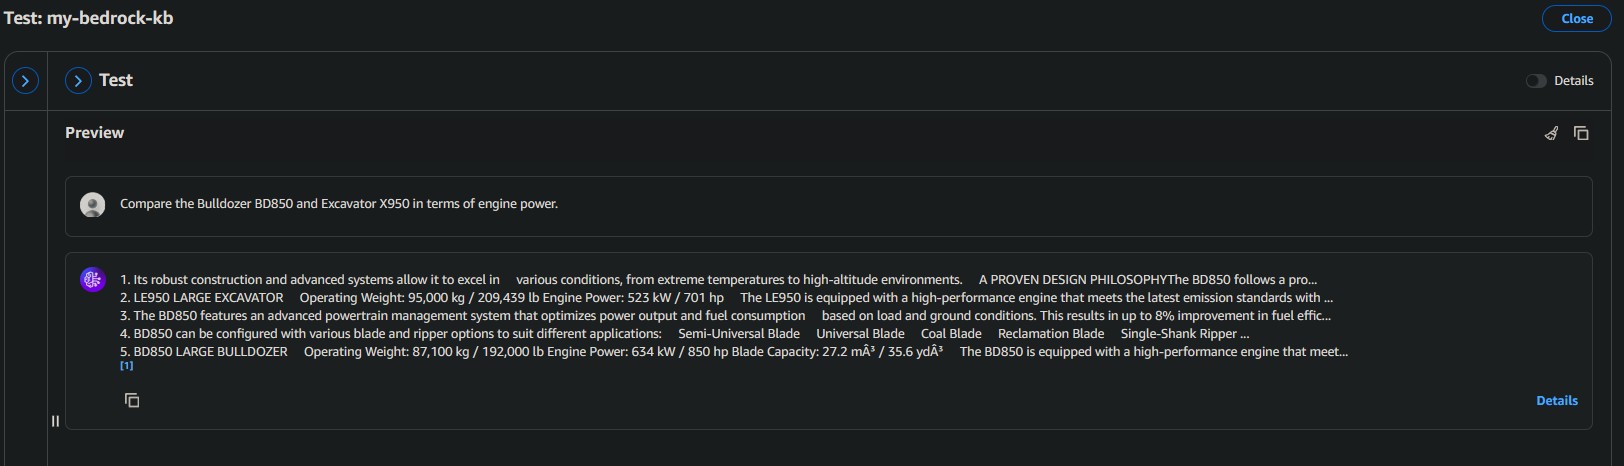 Test: my-bedrock-kb
Close
Test
Details
Preview
Compare the Bulldozer BD850 and Excavator X950 in terms of engine power.
1. Its robust construction and advanced systems allow it to excel in various conditions, from extreme temperatures to high-altitude environments. A PROVEN DESIGN PHILOSOPHYThe BD850 follows a pro...
2. LE950 LARGE EXCAVATOR Operating Weight: 95,000 kg / 209,439 lb Engine Power: 523 kW / 701 hp The LE950 is equipped with a high-performance engine that meets the latest emission standards with ...
3. The BD850 features an advanced powertrain management system that optimizes power output and fuel consumption based on load and ground conditions. This results in up to 8% improvement in fuel effic...
4. BD850 can be configured with various blade and ripper options to suit different applications: Semi-Universal Blade Universal Blade Coal Blade Reclamation Blade Single-Shank Ripper ...
5. BD850 LARGE BULLDOZER Operating Weight: 87,100 kg / 192,000 lb Engine Power: 634 kW / 850 hp Blade Capacity: 27.2 mÂ³ / 35.6 ydÂ³ The BD850 is equipped with a high-performance engine that meet...
[1]
Details